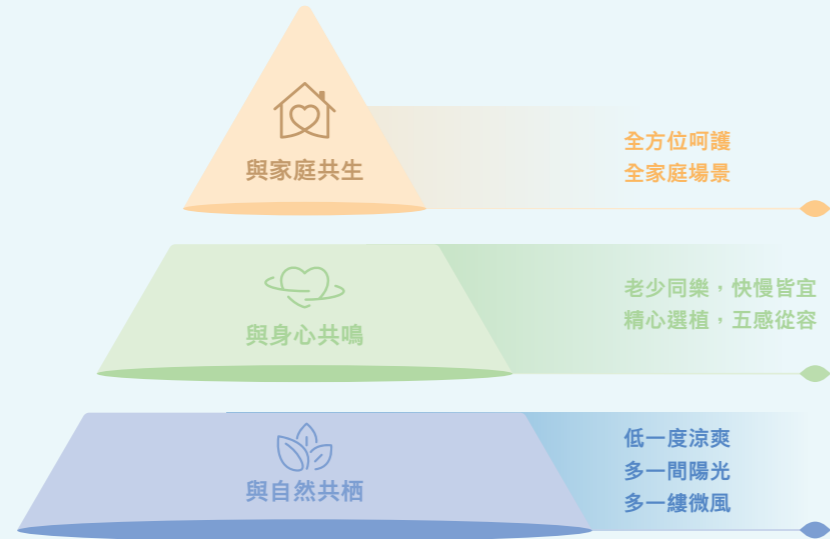 與家庭共生
全方位呵護
全家庭場景
與身心共鳴
老少同樂，快慢皆宜
精心選植，五感從容
與自然共栖
低一度涼爽
多一間陽光
多一縷微風